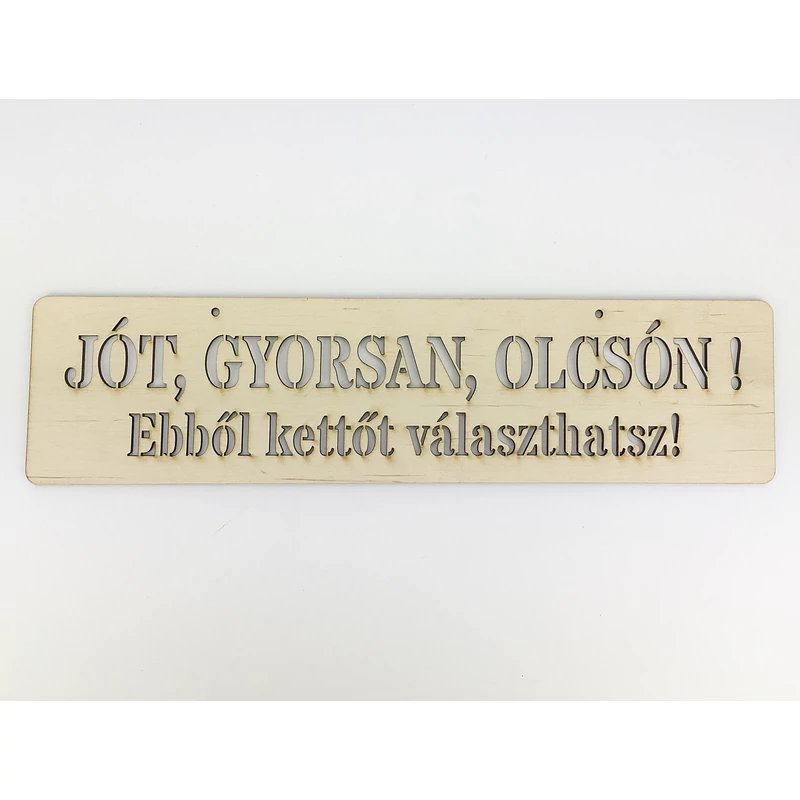 JÓT, GYORSAN, OLCSÓN !
Ebből kettőt választhatsz!